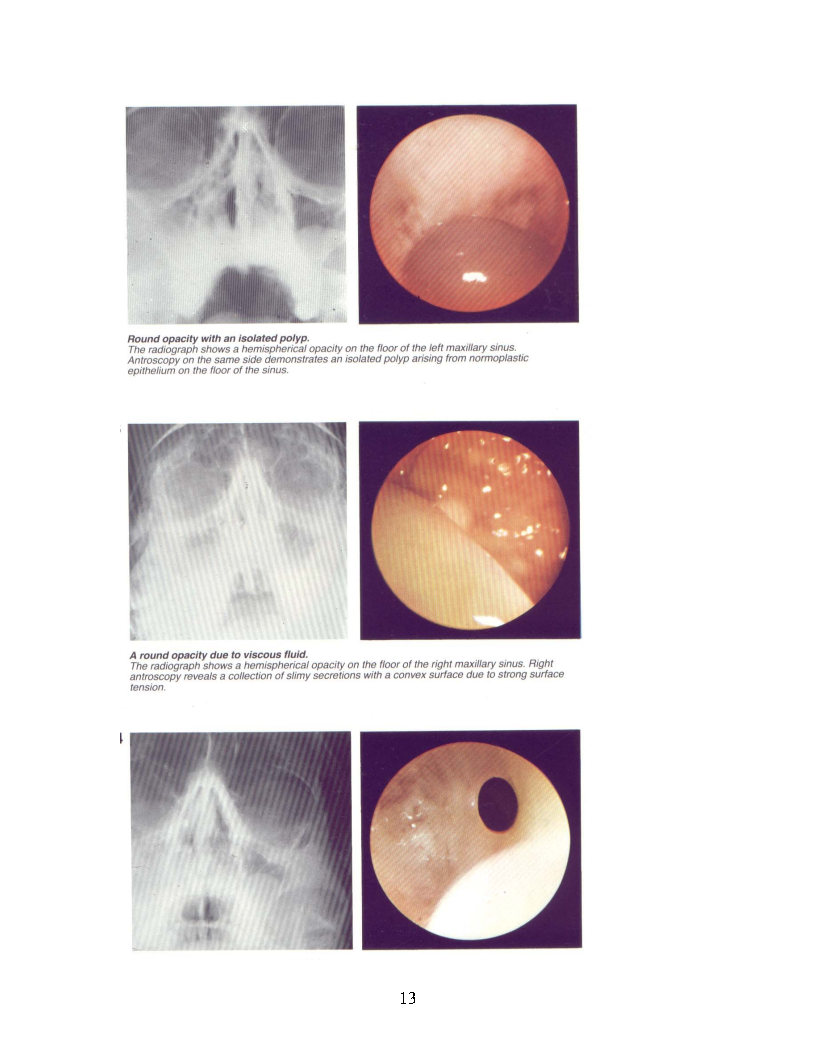 Round opacity with an isolated polyp.
The radiograph shows a hemispherical opacity on the floor of the left maxillary sinus.
Antroscopy on the same side demonstrates an isolated polyp arising from normoplastic
epithelium on the floor of the sinus.
A round opacity due to viscous fluid.
The radiograph shows a hemispherical opacity on the floor of the right maxillary sinus. Right
antroscopy reveals a collection of slimy secretions with a convex surface due to strong surface
tension.
13